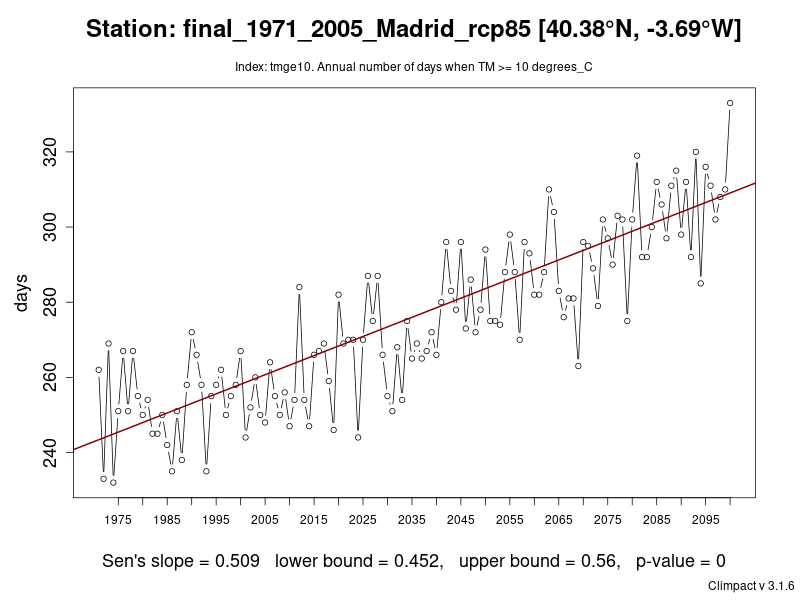 Station: final_1971_2005_Madrid_rcp85 [40.38°N, -3.69°W]
Index: tmge10. Annual number of days when TM >= 10 degrees_C
days
320
300
280
260
240
1975 1985 1995 2005 2015 2025 2035 2045 2055 2065 2075 2085 2095
Sen's slope = 0.509 lower bound = 0.452, upper bound = 0.56, p-value = 0
Climpact v 3.1.6